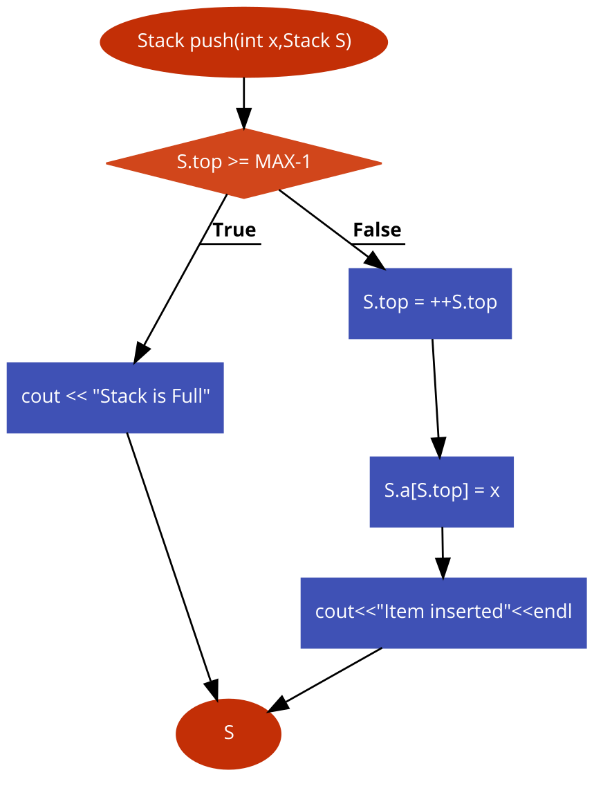 Stack push(int x,Stack S)
S.top >= MAX-1
True
False
S.top = ++S.top
cout << "Stack is Full"
S.a[S.top] = x
cout<<"Item inserted"<<endl
S